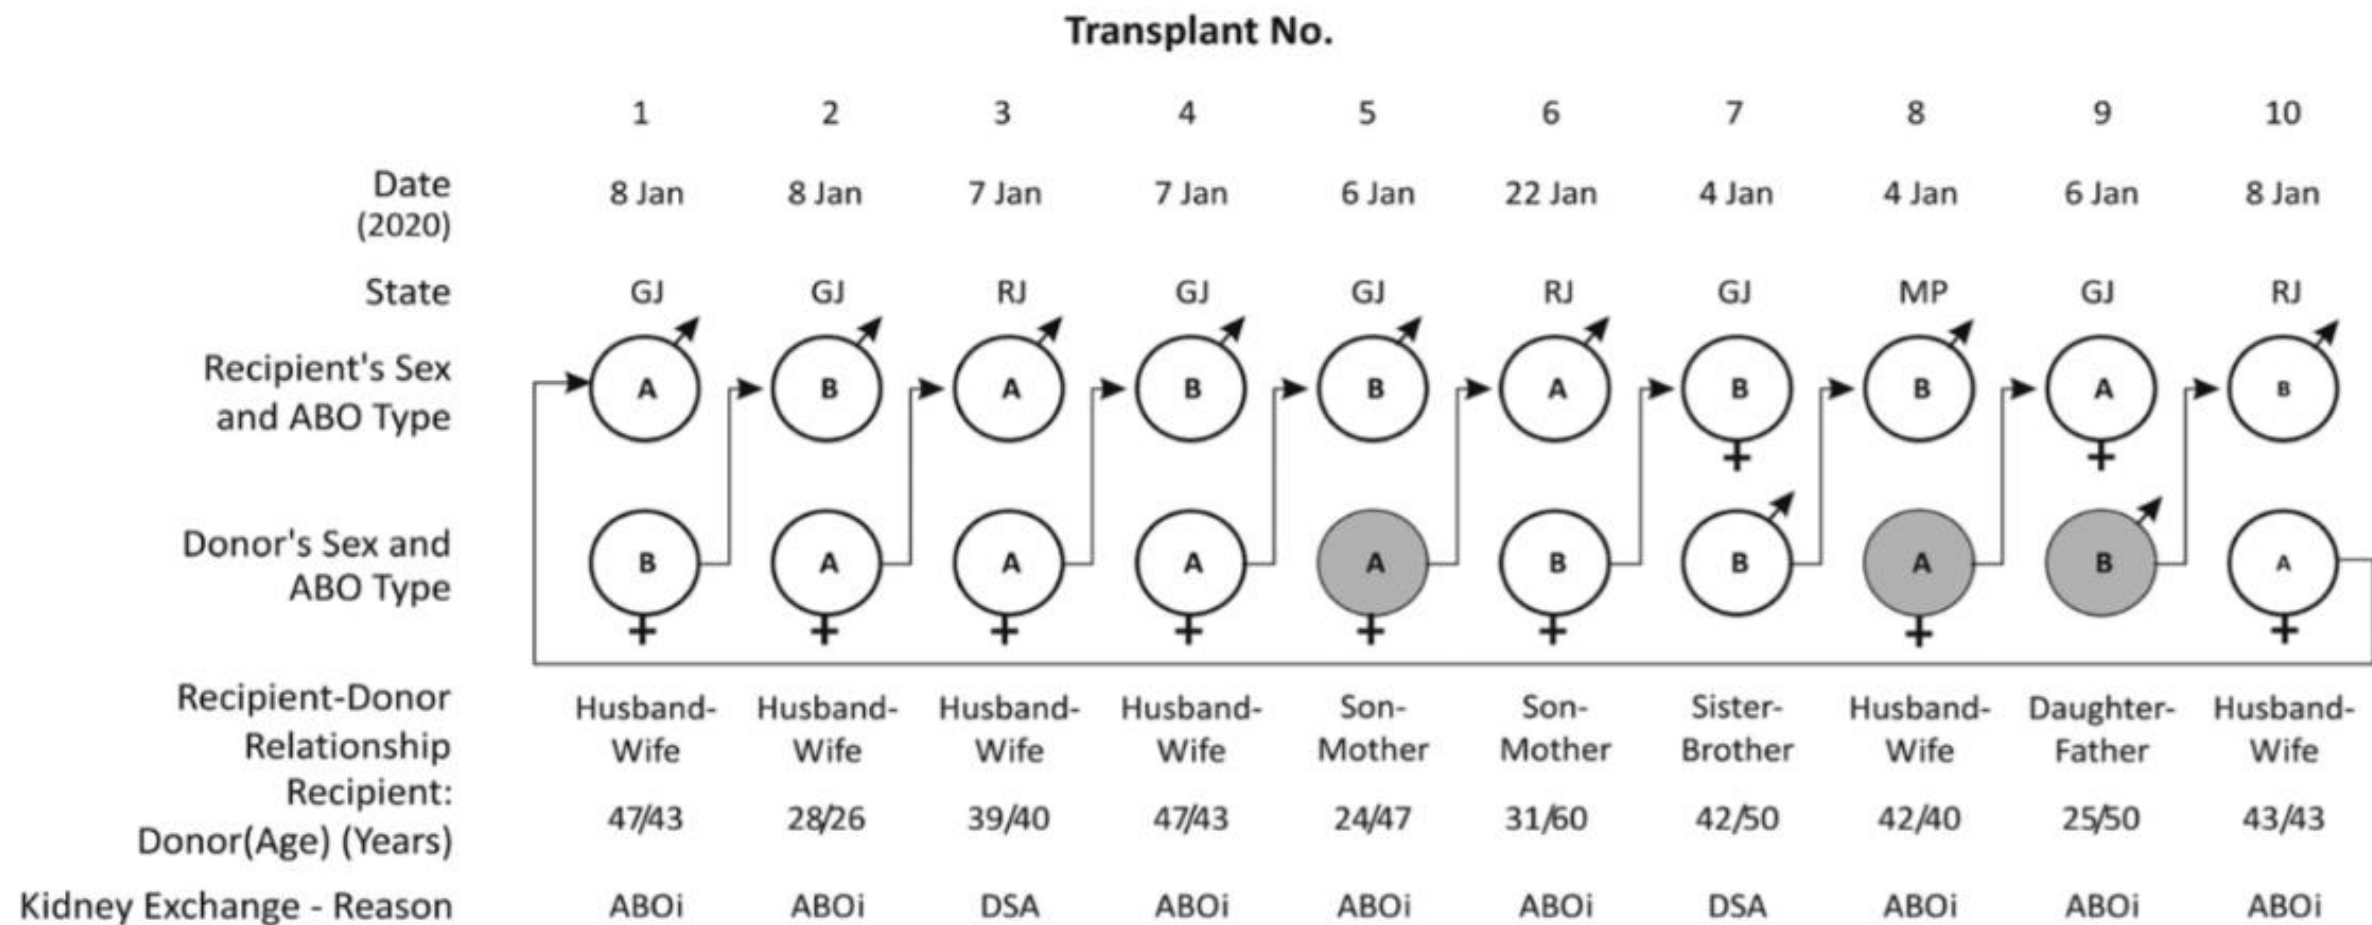 Transplant No.
1 2 3 4 5 6 7 8 9 10
Date
(2020)
8 Jan 8 Jan 7 Jan 7 Jan 6 Jan 22 Jan 4 Jan 4 Jan 6 Jan 8 Jan
State GJ GJ RJ GJ GJ RJ GJ MP GJ RJ
Recipient's Sex
and ABO Type
A B A B B A B B A B
Donor's Sex and
ABO Type
B A A A A B B A B A
Recipient-Donor
Relationship
Husband- Husband- Husband- Husband- Son- Son- Sister- Husband- Daughter- Husband-
Wife Wife Wife Wife Mother Mother Brother Wife Father Wife
Recipient:
Donor(Age) (Years)
47/43 28/26 39/40 47/43 24/47 31/60 42/50 42/40 25/50 43/43
Kidney Exchange - Reason ABOi ABOi DSA ABOi ABOi ABOi DSA ABOi ABOi ABOi